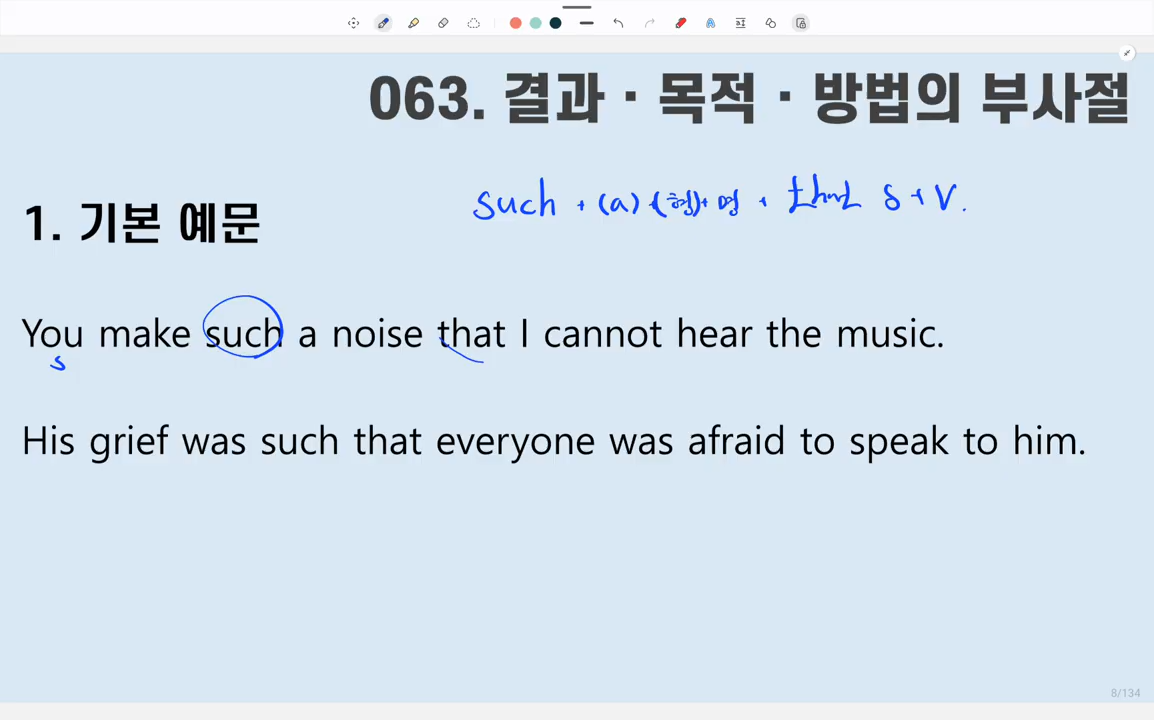 063. 결과 · 목적 · 방법의 부사절
such + (a) + (형) + 명 + that S + V.
1. 기본 예문
You make such a noise that I cannot hear the music.
s
His grief was such that everyone was afraid to speak to him.
8/134